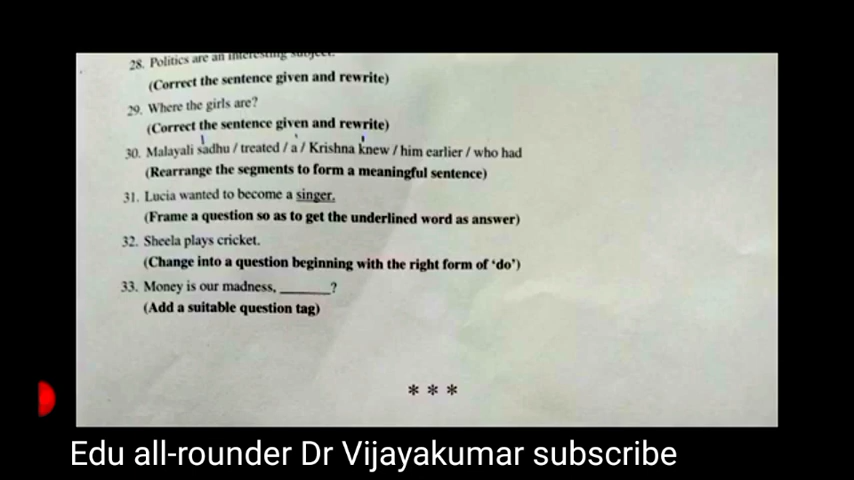 28. Politics are an interesting subject.
(Correct the sentence given and rewrite)
29. Where the girls are?
(Correct the sentence given and rewrite)
30. Malayali sadhu / treated / a / Krishna knew / him earlier / who had
(Rearrange the segments to form a meaningful sentence)
31. Lucia wanted to become a singer.
(Frame a question so as to get the underlined word as answer)
32. Sheela plays cricket.
(Change into a question beginning with the right form of ‘do’)
33. Money is our madness, _______?
(Add a suitable question tag)
* * *
Edu all-rounder Dr Vijayakumar subscribe